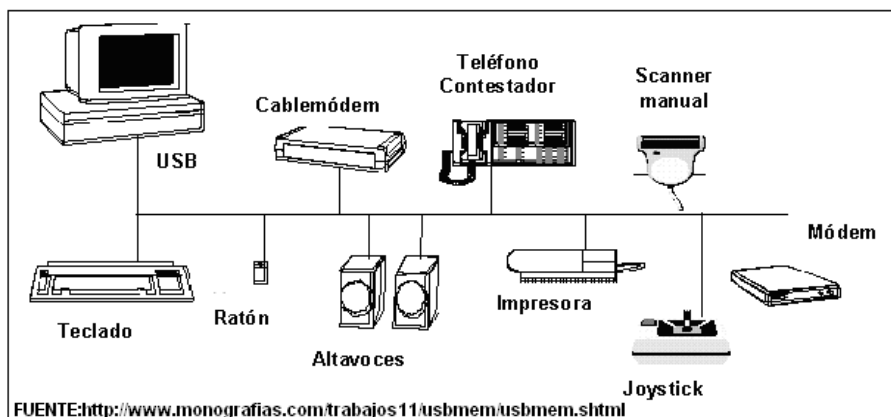 Teléfono
Contestador
Scanner
manual
Cablemódem
USB
Módem
Teclado
Ratón
Altavoces
Impresora
Joystick
FUENTE:http://www.monografias.com/trabajos11/usbmem/usbmem.shtml